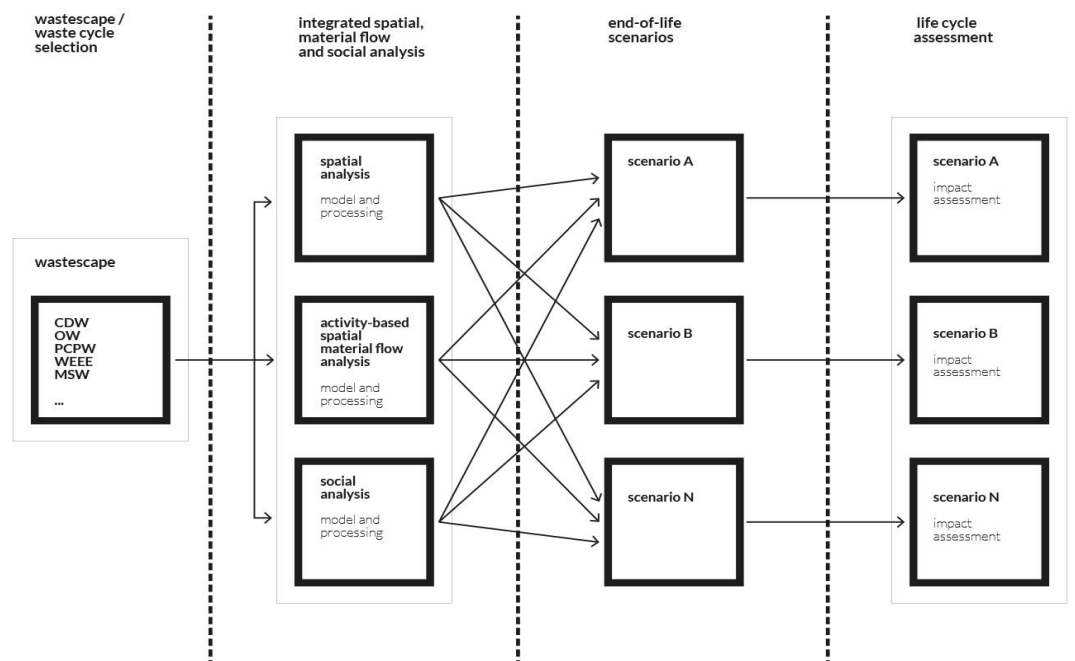 wastescape /
waste cycle
selection
integrated spatial,
material flow
and social analysis
end-of-life
scenarios
life cycle
assessment
wastescape
CDW
OW
PCPW
WEEE
MSW
...
spatial
analysis
model and
processing
activity-based
spatial
material flow
analysis
model and
processing
social
analysis
model and
processing
scenario A
scenario B
scenario N
scenario A
impact
assessment
scenario B
impact
assessment
scenario N
impact
assessment